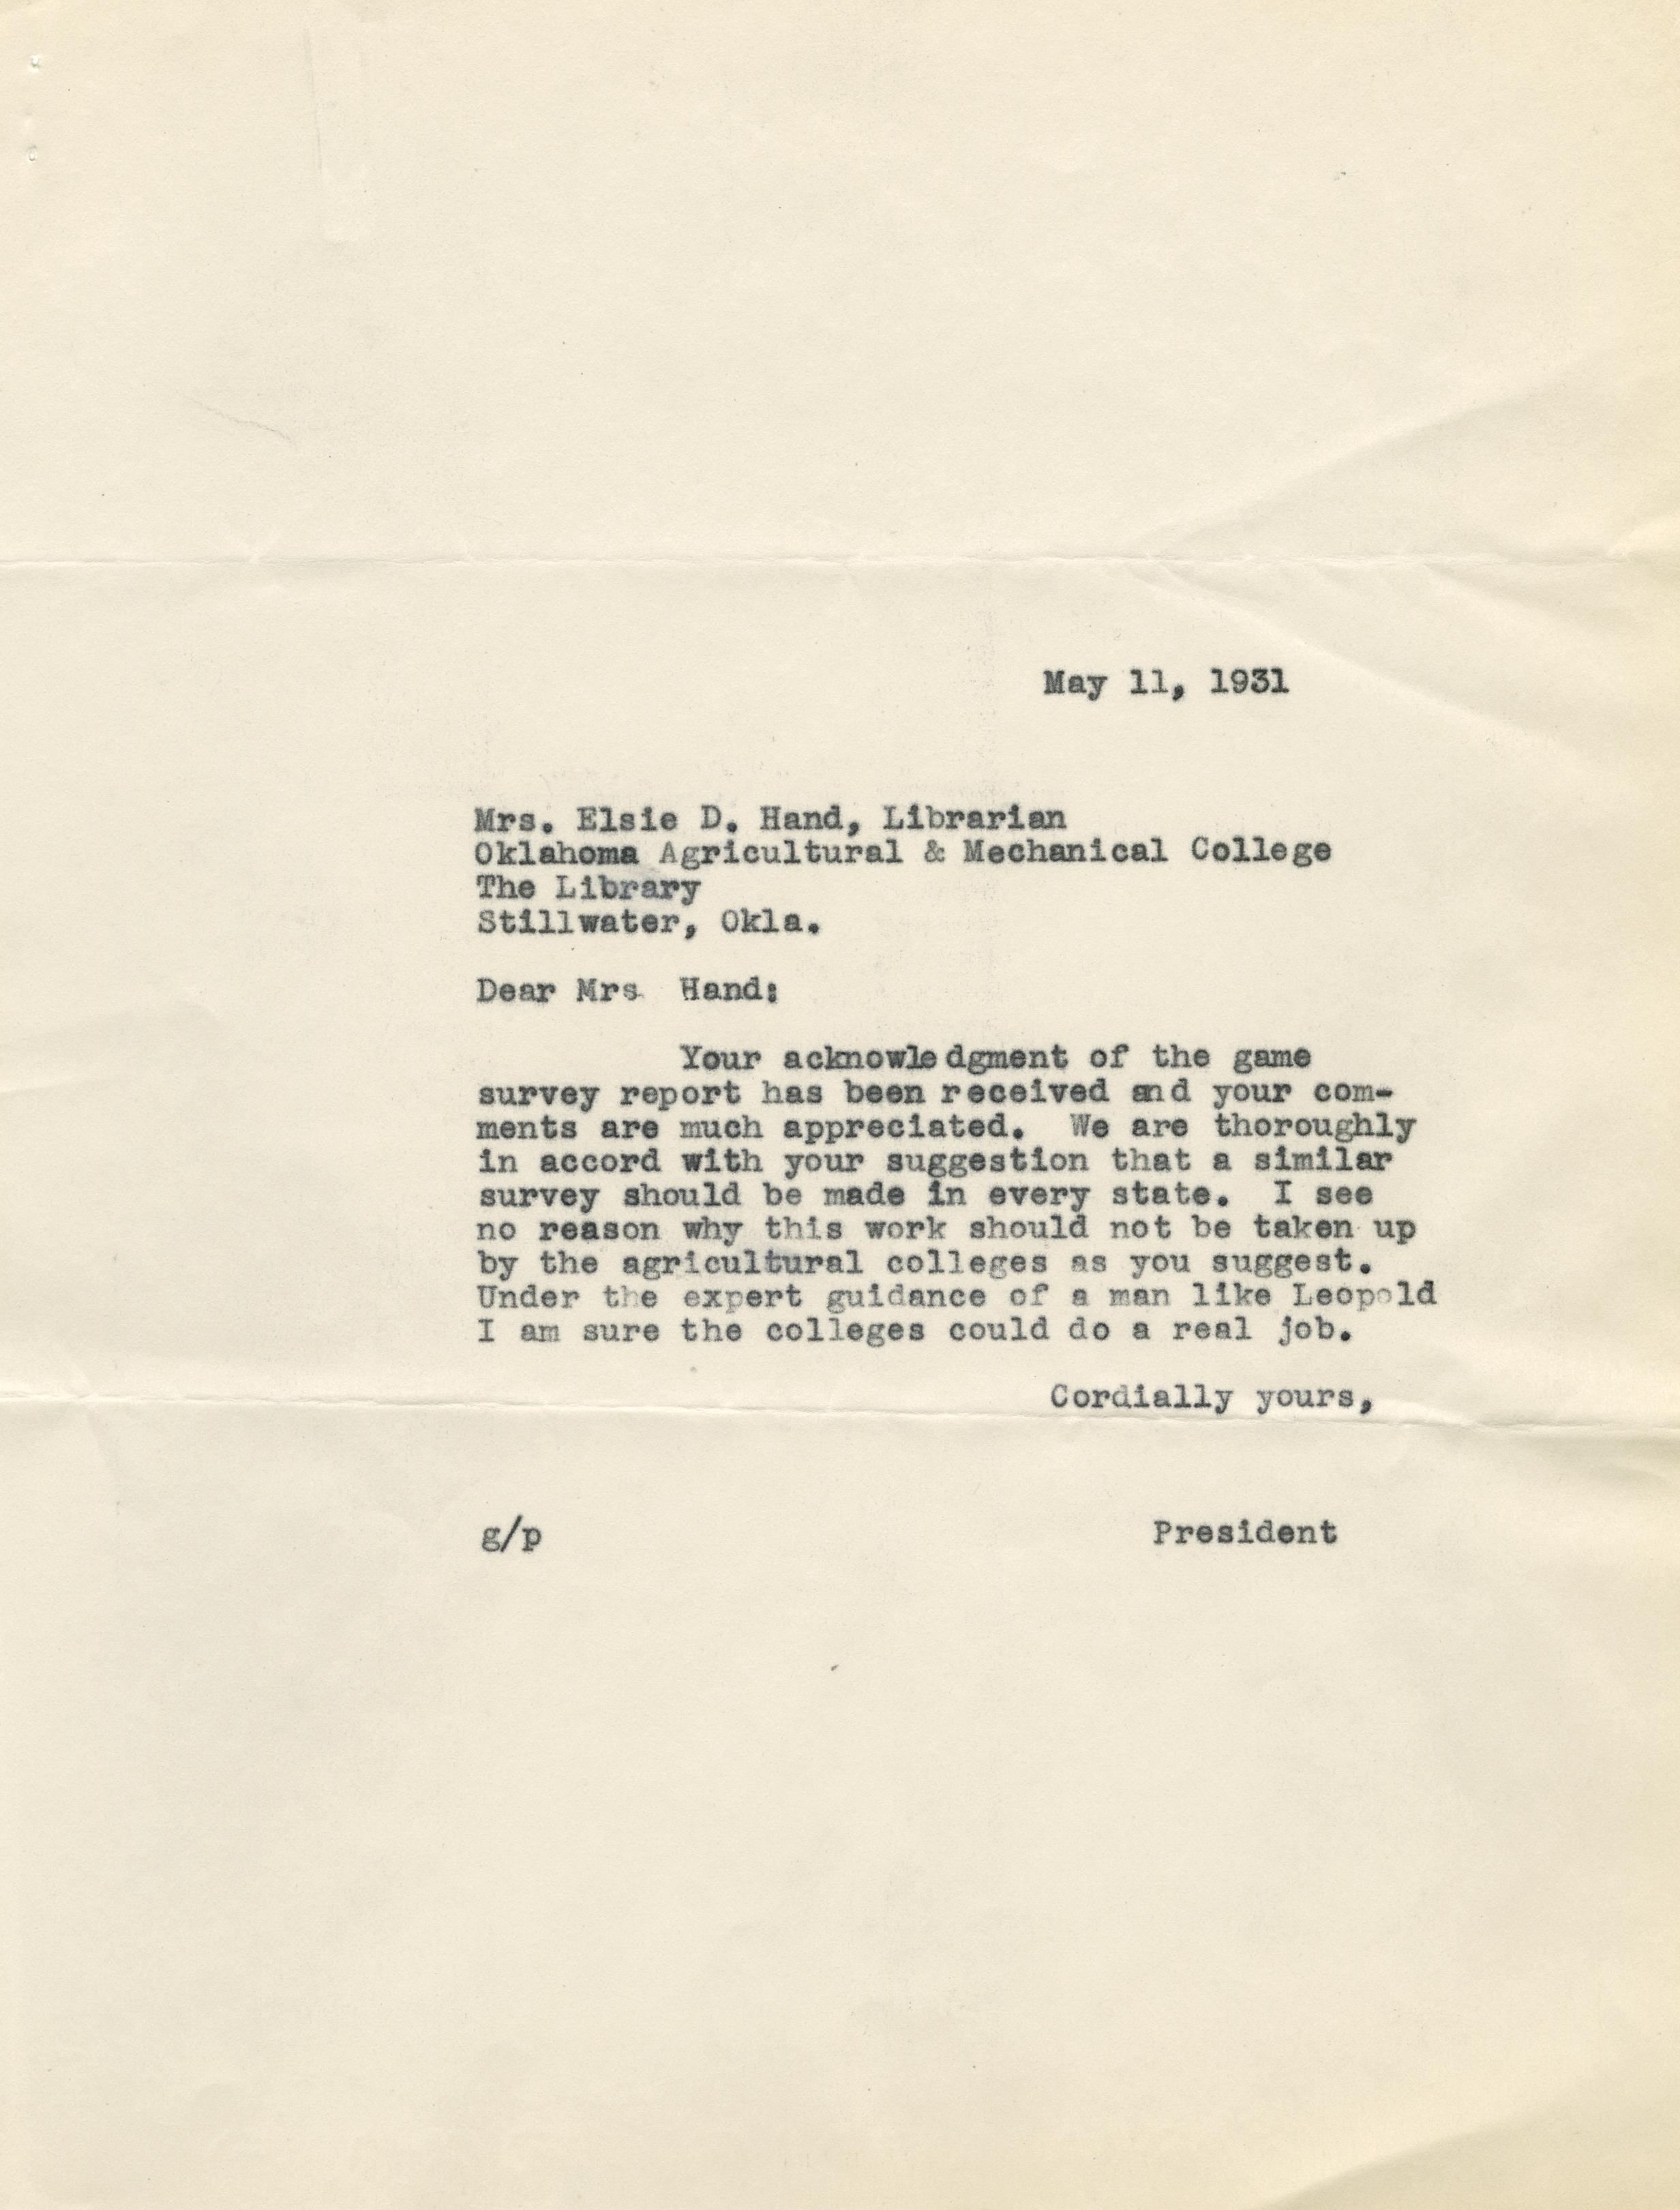 May 11, 1931
Mrs. Elsie D. Hand, Librarian
Oklahoma Agricultural & Mechanical College
The Library
Stillwater, Okla.
Dear Mrs  Hand:
Your acknowledgment of the game
survey report has been received and your com-
ments are much appreciated.  We are thoroughly
in accord with your suggestion that a similar
survey should be made in every state.  I see
no reason why this work should not be taken up
by the agricultural colleges as you suggest.
Under the expert guidance of a man like Leopold
I am sure the colleges could do a real job.
Cordially yours,
g/p President